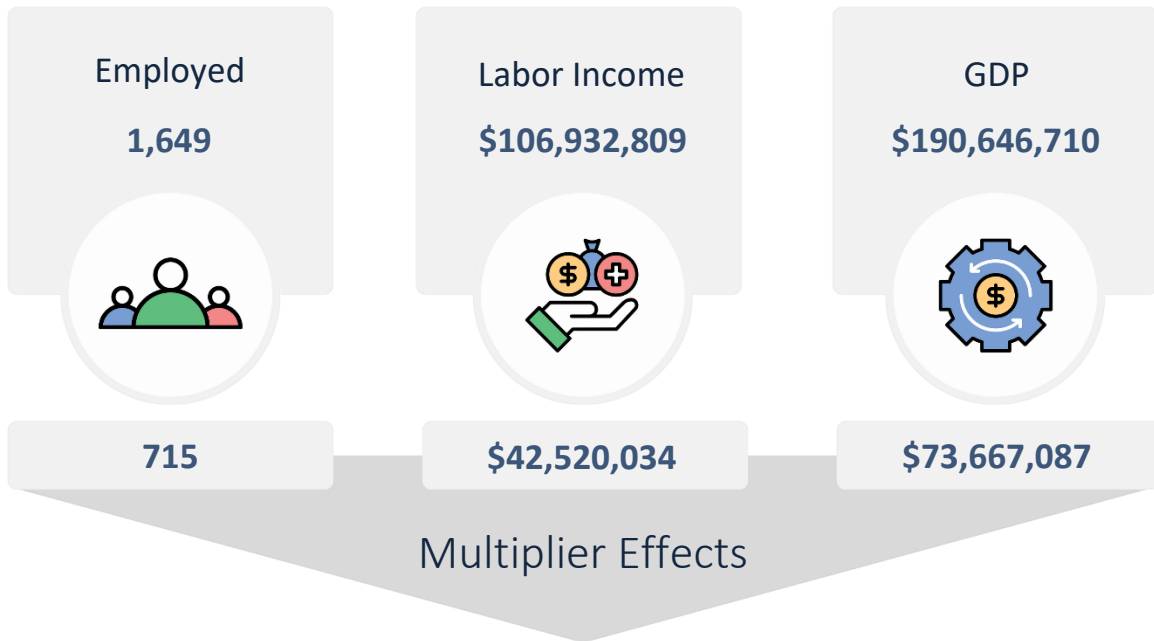 Employed
1,649
Labor Income
$106,932,809
GDP
$190,646,710
$
$
715
$42,520,034
$73,667,087
Multiplier Effects